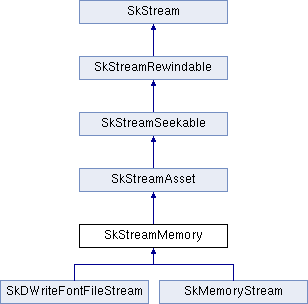 SkStream
SkStreamRewindable
SkStreamSeekable
SkStreamAsset
SkStreamMemory
SkDWriteFontFileStream SkMemoryStream